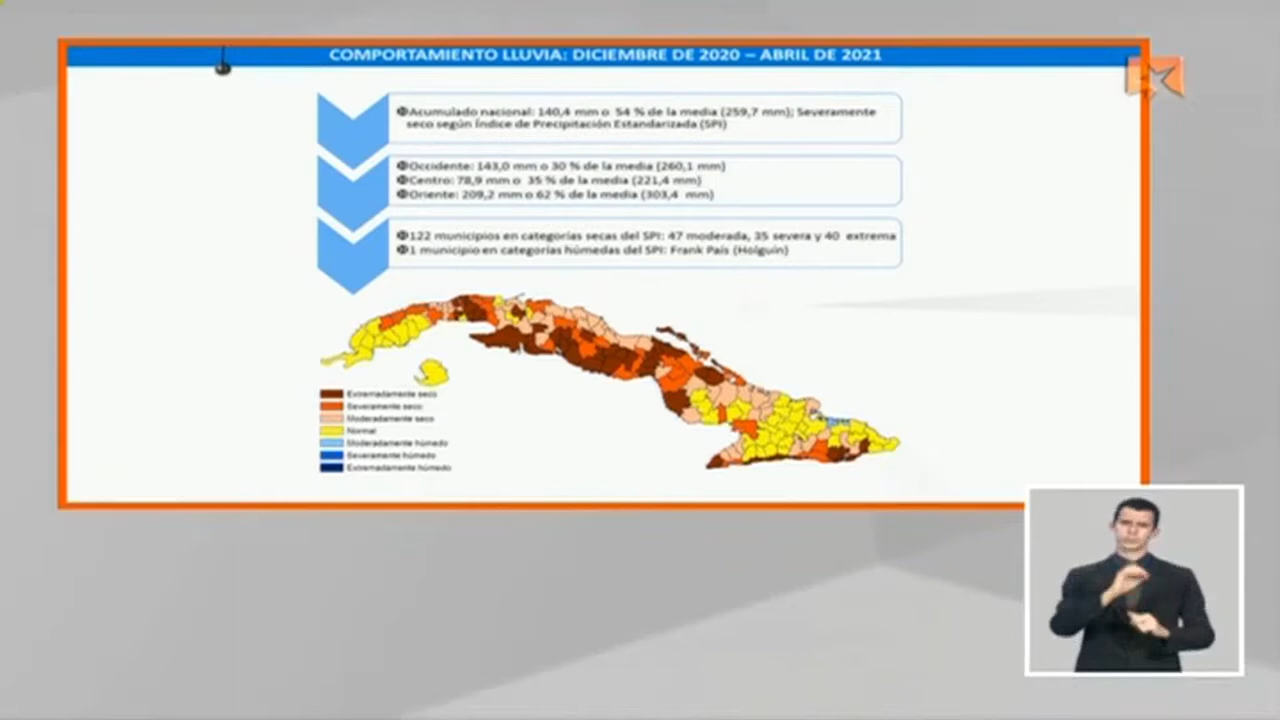 COMPORTAMIENTO LLUVIA: DICIEMBRE DE 2020 – ABRIL DE 2021
Acumulado nacional: 140,4 mm o 54 % de la media (259,7 mm); Severamente
seco según Índice de Precipitación Estandarizada (SPI)
Occidente: 143,0 mm o 30 % de la media (260,1 mm)
Centro: 78,9 mm o 35 % de la media (221,4 mm)
Oriente: 209,2 mm o 62 % de la media (303,4 mm)
122 municipios en categorías secas del SPI: 47 moderada, 35 severa y 40 extrema
1 municipio en categorías húmedas del SPI: Frank País (Holguín)
Extremadamente seco
Severamente seco
Moderadamente seco
Normal
Moderadamente húmedo
Severamente húmedo
Extremadamente húmedo